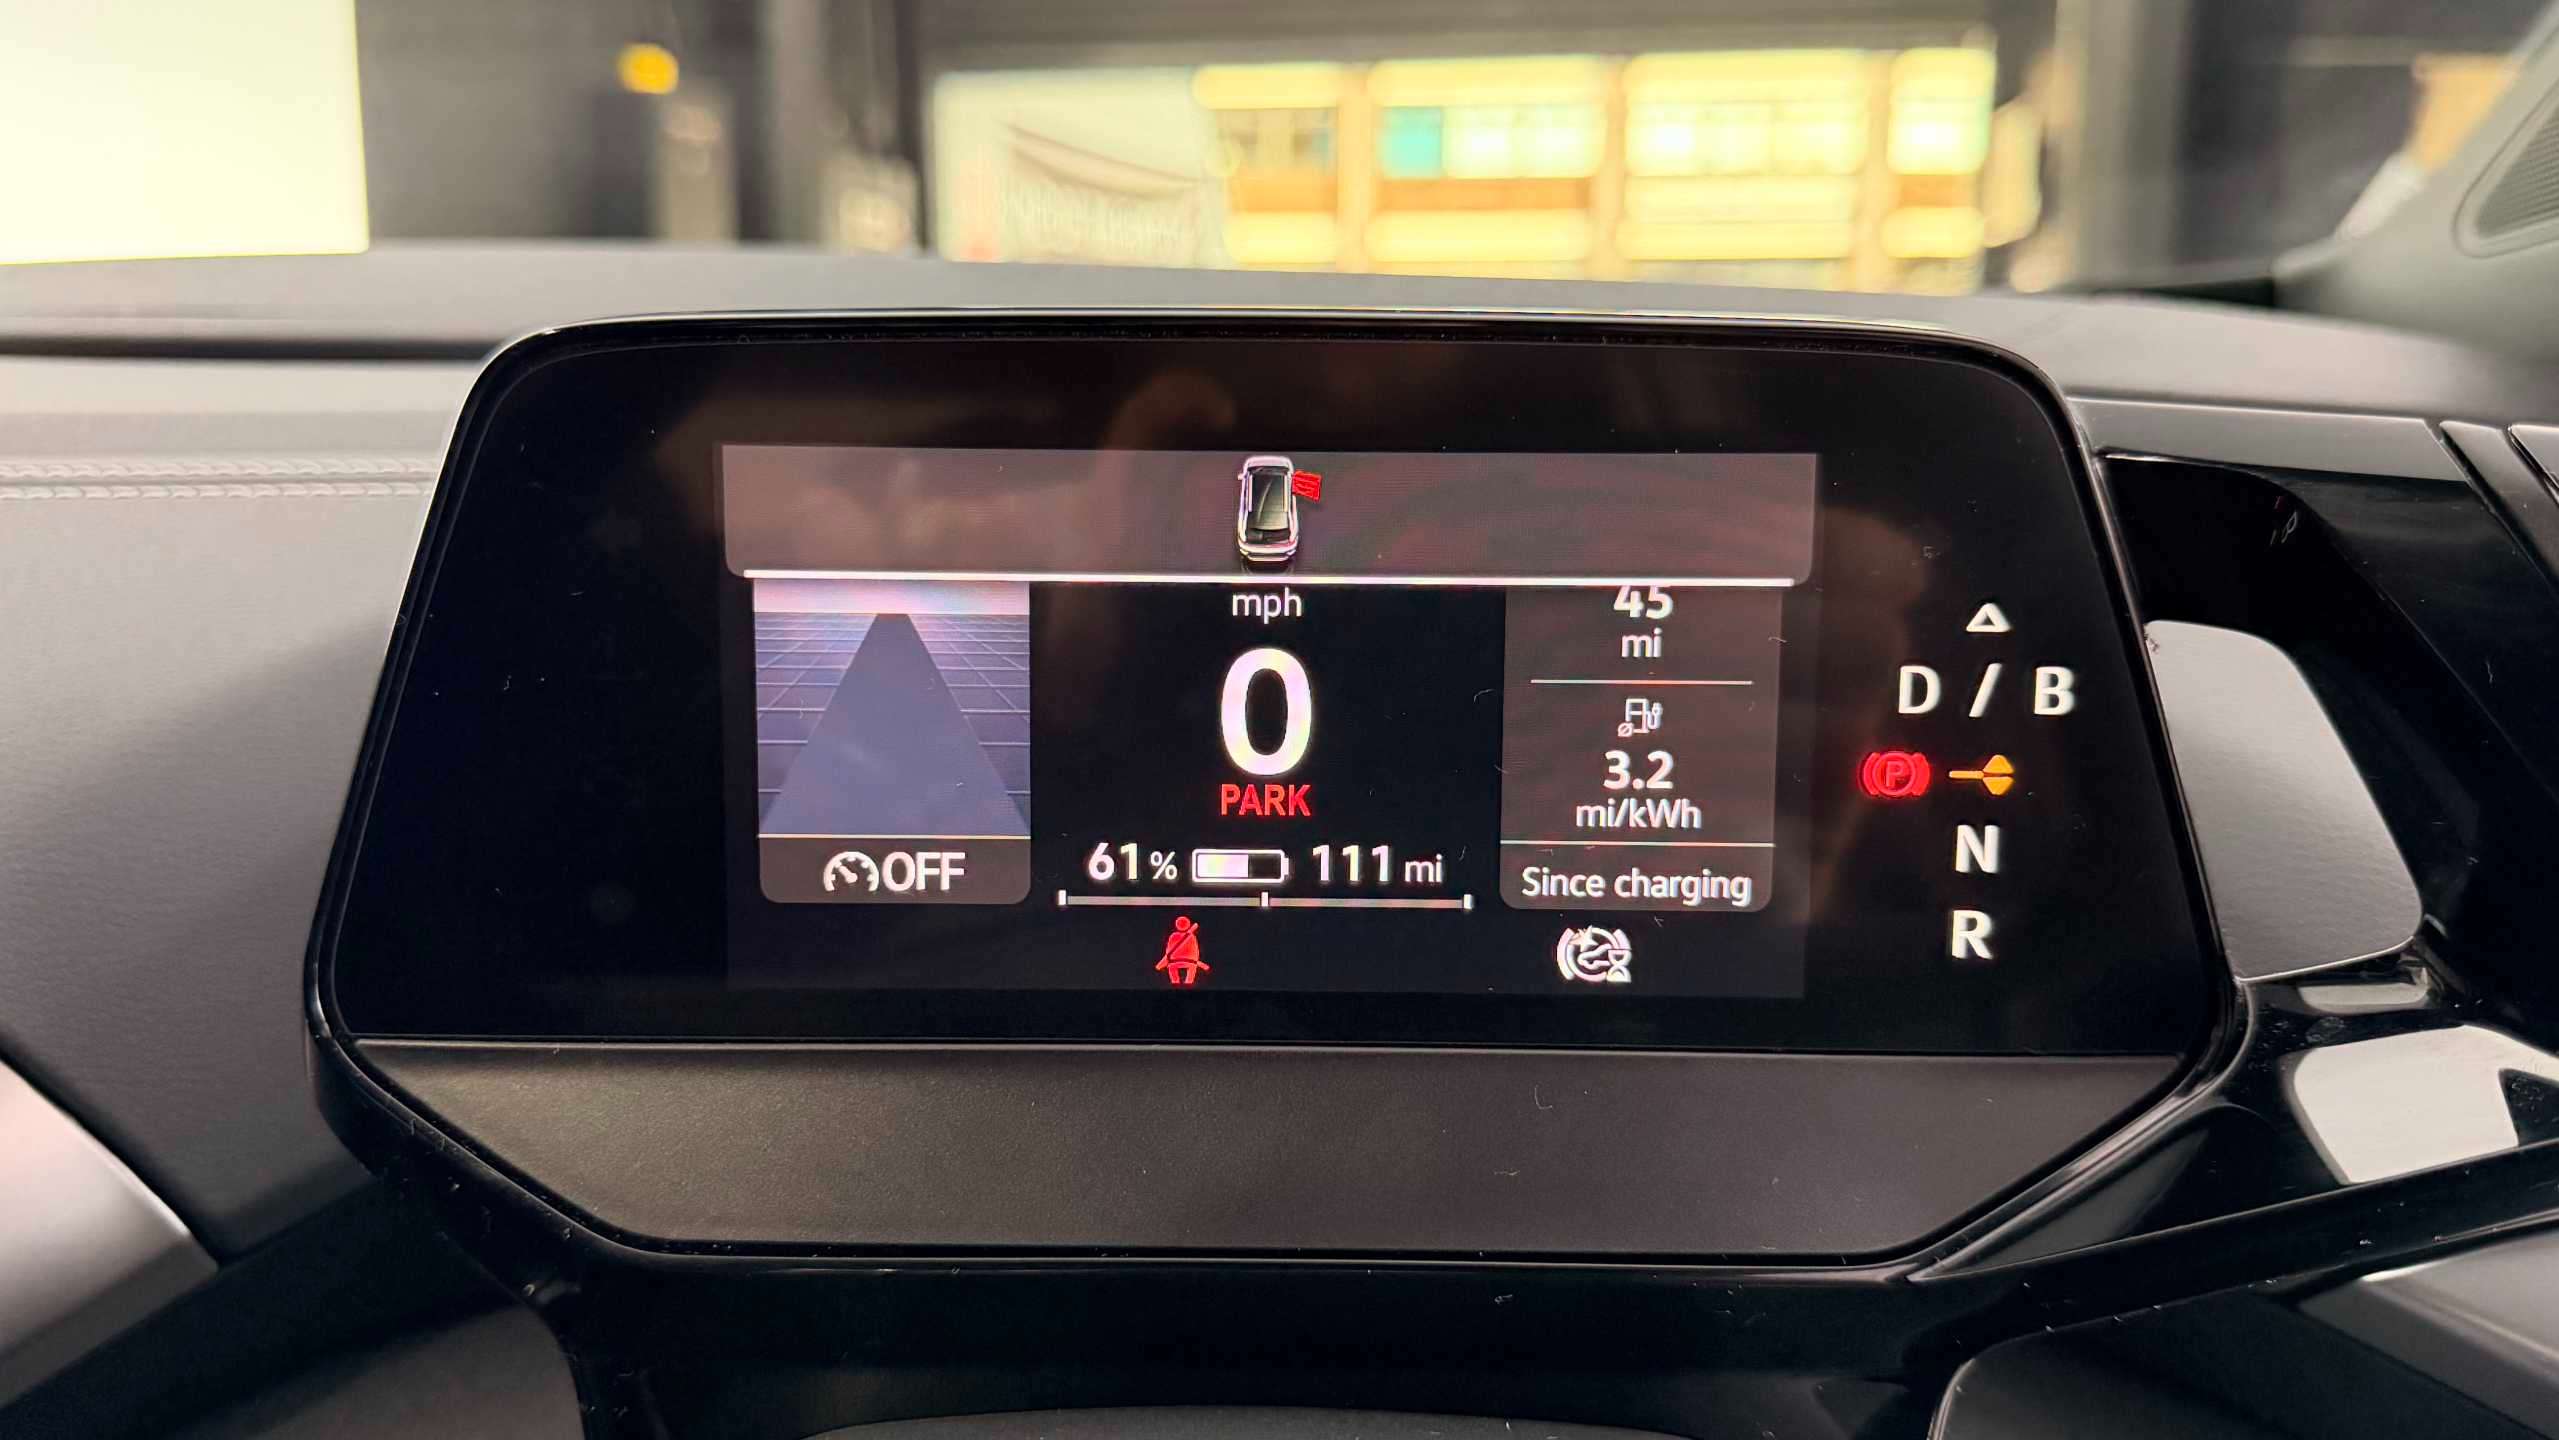 mph
0
PARK
61% 111 mi
OFF
45
mi
3.2
mi/kWh
Since charging
D / B
P
N
R